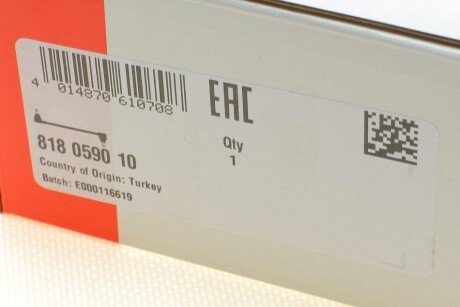 4 014870 610708
EAC
818 0590 10
Qty
1
Country of Origin: Turkey
Batch: E000116619